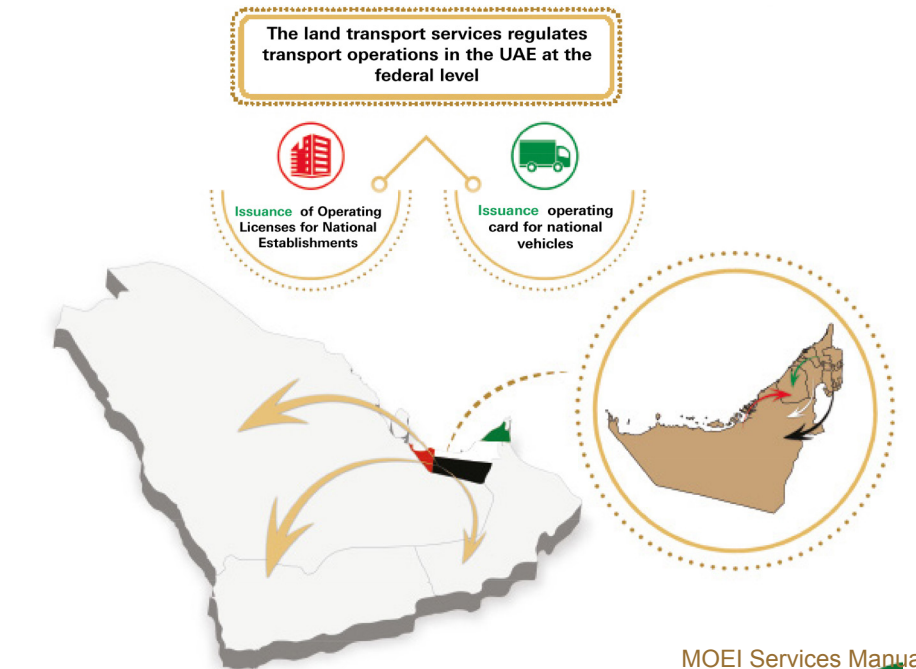 The land transport services regulates
transport operations in the UAE at the
federal level
Issuance of Operating
Licenses for National
Establishments
Issuance operating
card for national
vehicles
MOEI Services Manua